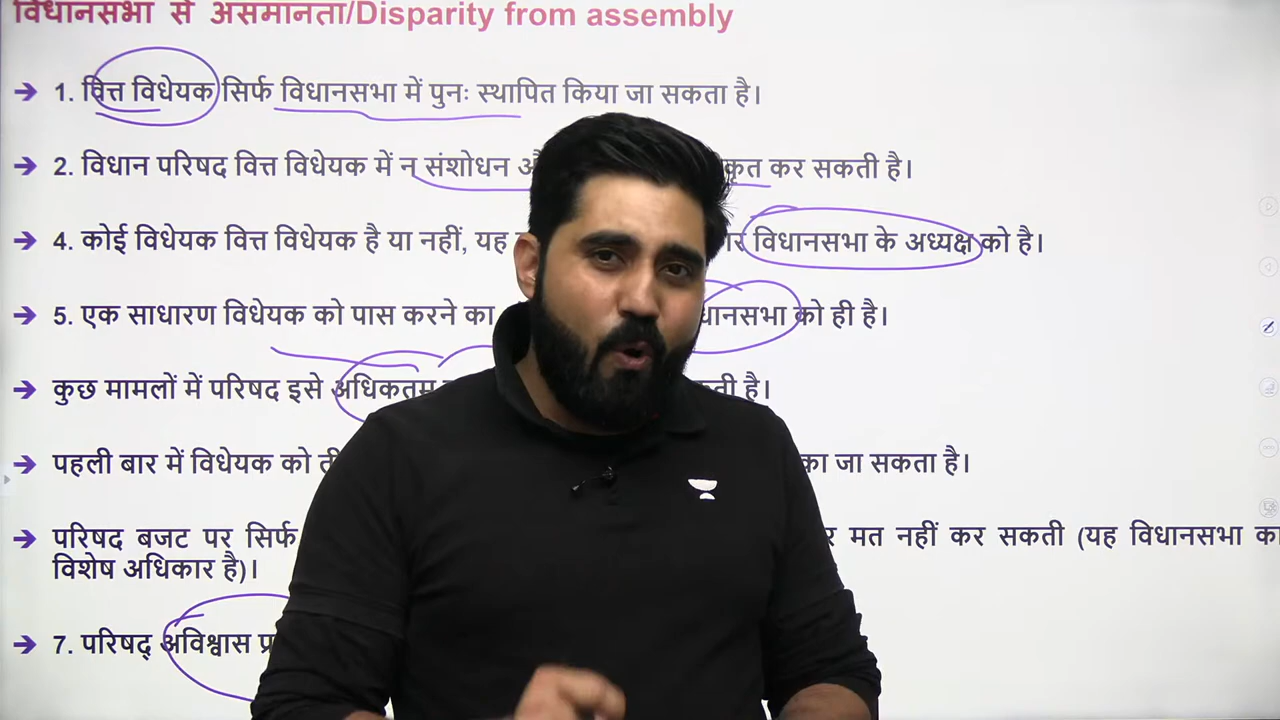 विधानसभा से असमानता/Disparity from assembly
➔ 1. वित्त विधेयक सिर्फ विधानसभा में पुनः स्थापित किया जा सकता है।
➔ 2. विधान परिषद वित्त विधेयक में न संशोधन कर सकती है।
➔ 4. कोई विधेयक वित्त विधेयक है या नहीं, यह विधानसभा के अध्यक्ष को है।
➔ 5. एक साधारण विधेयक को पास करने का को ही है।
➔ कुछ मामलों में परिषद इसे अधिकतम है।
➔ पहली बार में विधेयक को जा सकता है।
➔ परिषद बजट पर सिर्फ मत नहीं कर सकती (यह विधानसभा का
विशेष अधिकार है)।
➔ 7. परिषद् अविश्वास